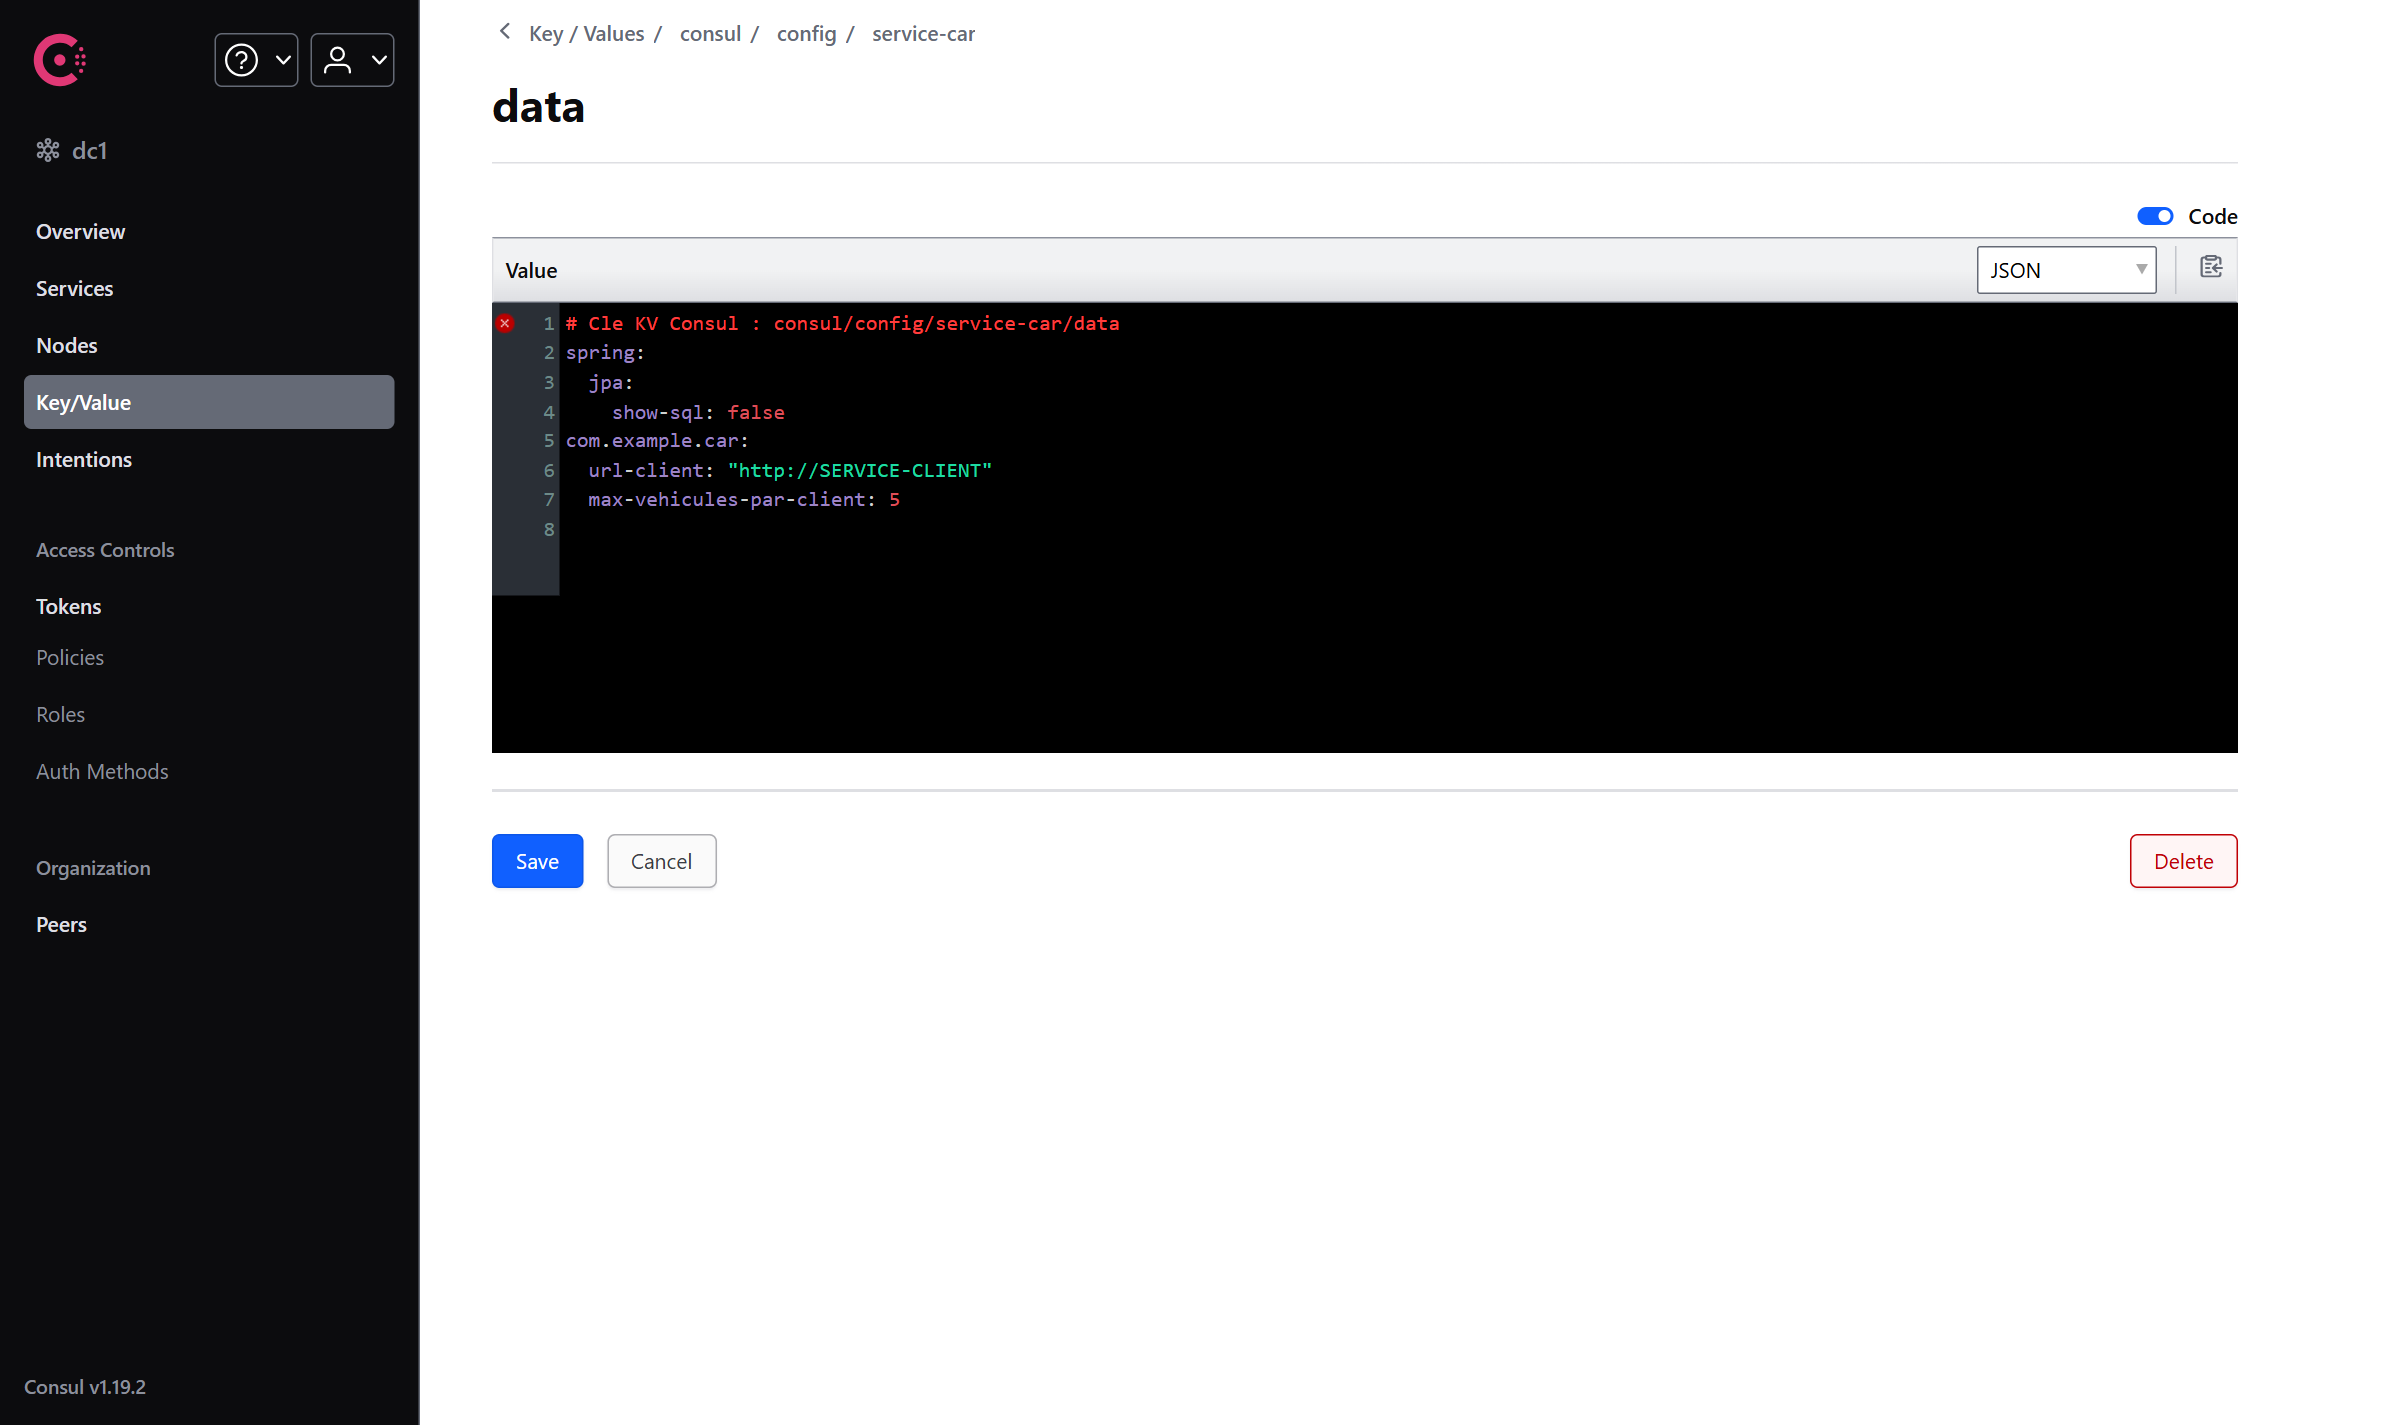 Key / Values / consul / config / service-car
dc1
data
Overview
Services
Nodes
Key/Value
Intentions
Access Controls
Tokens
Policies
Roles
Auth Methods
Organization
Peers
Consul v1.19.2
Code
Value
JSON
1 # Cle KV Consul : consul/config/service-car/data
2 spring:
3   jpa:
4     show-sql: false
5 com.example.car:
6   url-client: "http://SERVICE-CLIENT"
7   max-vehicules-par-client: 5
8
Save
Cancel
Delete